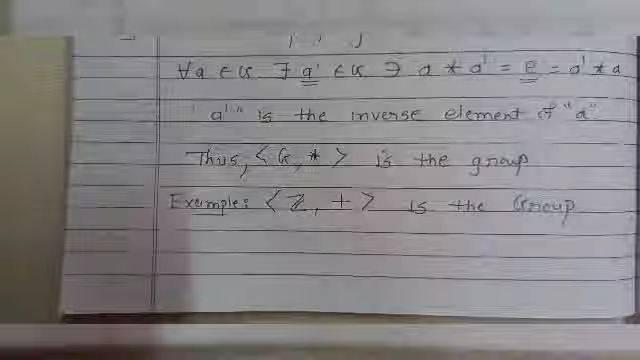 ∀a ∈ G ∃ a' ∈ G ∋ a * a' = e = a' * a
"a'" is the inverse element of "a"
Thus, < G, * > is the group
Example: < ℤ, + > is the Group